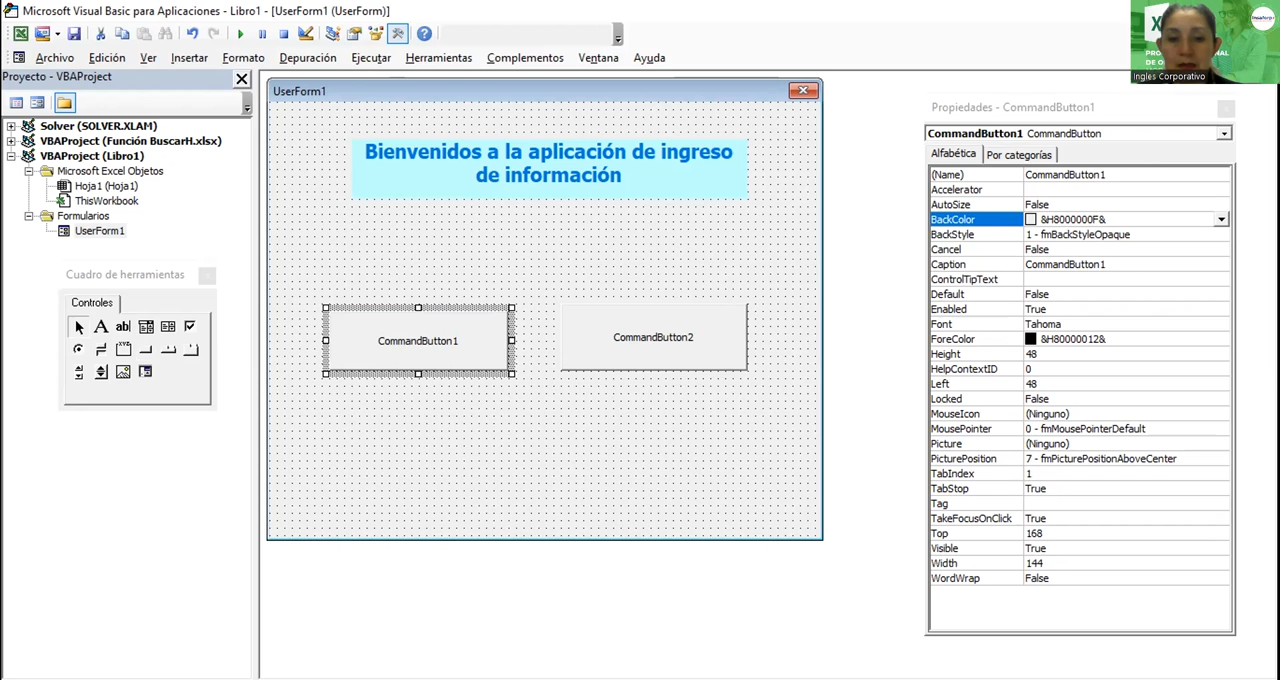 Microsoft Visual Basic para Aplicaciones - Libro1 - [UserForm1 (UserForm)]
Archivo Edición Ver Insertar Formato Depuración Ejecutar Herramientas Complementos Ventana Ayuda
Ingles Corporativo
Proyecto - VBAProject
Solver (SOLVER.XLAM)
VBAProject (Función BuscarH.xlsx)
VBAProject (Libro1)
Microsoft Excel Objetos
Hoja1 (Hoja1)
ThisWorkbook
Formularios
UserForm1
Cuadro de herramientas
Controles
A
ab
UserForm1
Bienvenidos a la aplicación de ingreso
de información
CommandButton1
CommandButton2
Propiedades - CommandButton1
CommandButton1 CommandButton
Alfabética Por categorías
(Name) CommandButton1
Accelerator
AutoSize False
BackColor &H8000000F&
BackStyle 1 - fmBackStyleOpaque
Cancel False
Caption CommandButton1
ControlTipText
Default False
Enabled True
Font Tahoma
ForeColor &H80000012&
Height 48
HelpContextID 0
Left 48
Locked False
MouseIcon (Ninguno)
MousePointer 0 - fmMousePointerDefault
Picture (Ninguno)
PicturePosition 7 - fmPicturePositionAboveCenter
TabIndex 1
TabStop True
Tag
TakeFocusOnClick True
Top 168
Visible True
Width 144
WordWrap False